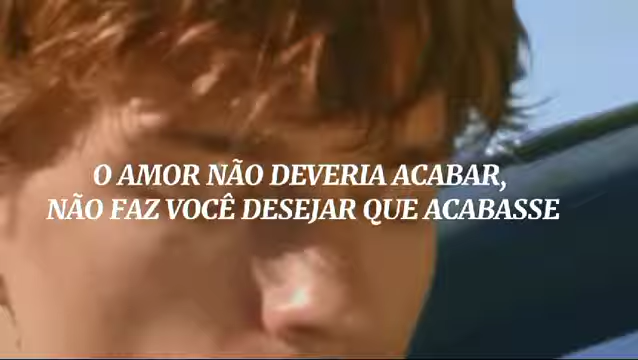 O AMOR NÃO DEVERIA ACABAR,
NÃO FAZ VOCÊ DESEJAR QUE ACABASSE